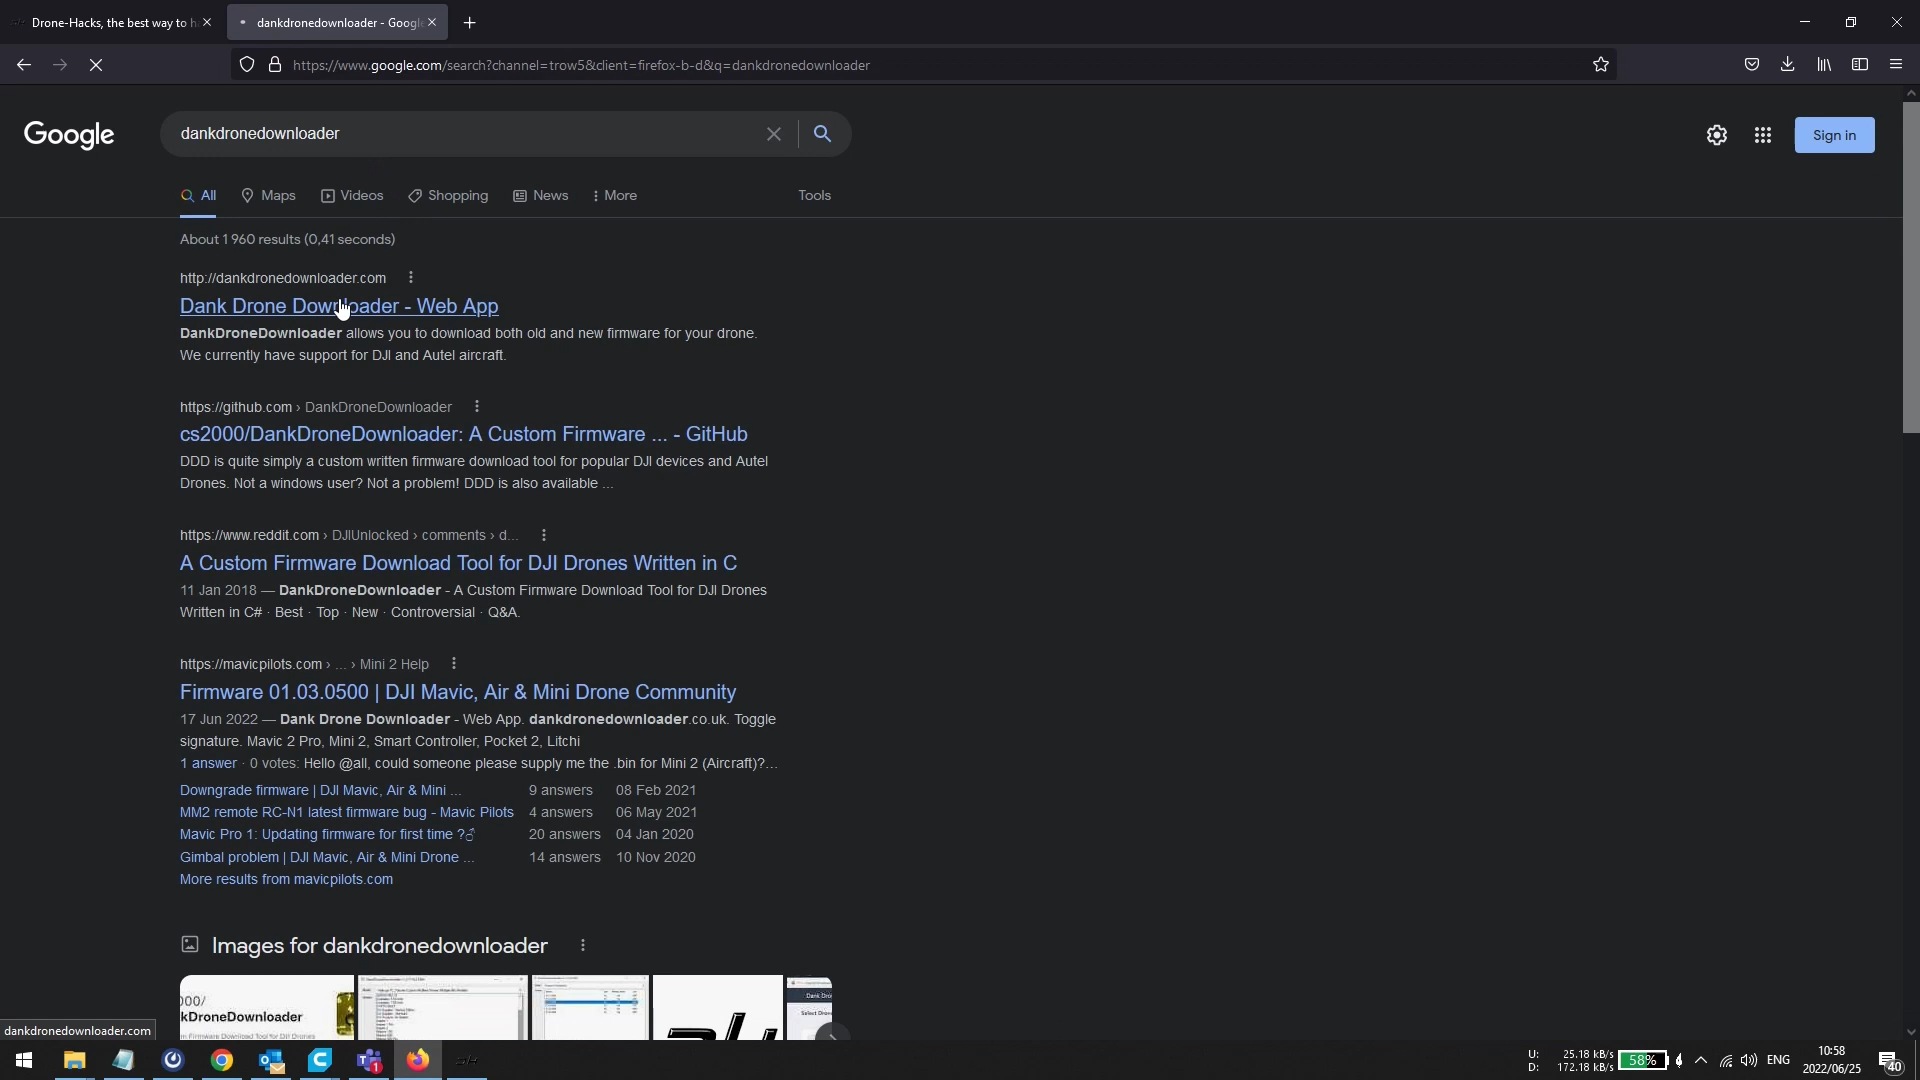 Drone-Hacks, the best way to h
dankdronedownloader - Googl
https://www.google.com/search?channel=trow5&client=firefox-b-d&q=dankdronedownloader
Google
dankdronedownloader
Sign in
All
Maps
Videos
Shopping
News
More
Tools
About 1 960 results (0,41 seconds)
http://dankdronedownloader.com
Dank Drone Downloader - Web App
DankDroneDownloader allows you to download both old and new firmware for your drone.
We currently have support for DJI and Autel aircraft.
https://github.com › DankDroneDownloader
cs2000/DankDroneDownloader: A Custom Firmware ... - GitHub
DDD is quite simply a custom written firmware download tool for popular DJI devices and Autel
Drones. Not a windows user? Not a problem! DDD is also available ...
https://www.reddit.com › DJIUnlocked › comments › d...
A Custom Firmware Download Tool for DJI Drones Written in C
11 Jan 2018 — DankDroneDownloader - A Custom Firmware Download Tool for DJI Drones
Written in C# · Best · Top · New · Controversial · Q&A.
https://mavicpilots.com › ... › Mini 2 Help
Firmware 01.03.0500 | DJI Mavic, Air & Mini Drone Community
17 Jun 2022 — Dank Drone Downloader - Web App. dankdronedownloader.co.uk. Toggle
signature. Mavic 2 Pro, Mini 2, Smart Controller, Pocket 2, Litchi
1 answer · 0 votes: Hello @all, could someone please supply me the .bin for Mini 2 (Aircraft)?...
Downgrade firmware | DJI Mavic, Air & Mini ... 9 answers 08 Feb 2021
MM2 remote RC-N1 latest firmware bug - Mavic Pilots 4 answers 06 May 2021
Mavic Pro 1: Updating firmware for first time ?♂ 20 answers 04 Jan 2020
Gimbal problem | DJI Mavic, Air & Mini Drone ... 14 answers 10 Nov 2020
More results from mavicpilots.com
Images for dankdronedownloader
000/
kDroneDownloader
Select Dron
dankdronedownloader.com
U: 25.18 kB/s
D: 172.18 kB/s
58%
ENG
10:58
2022/06/25
40
1